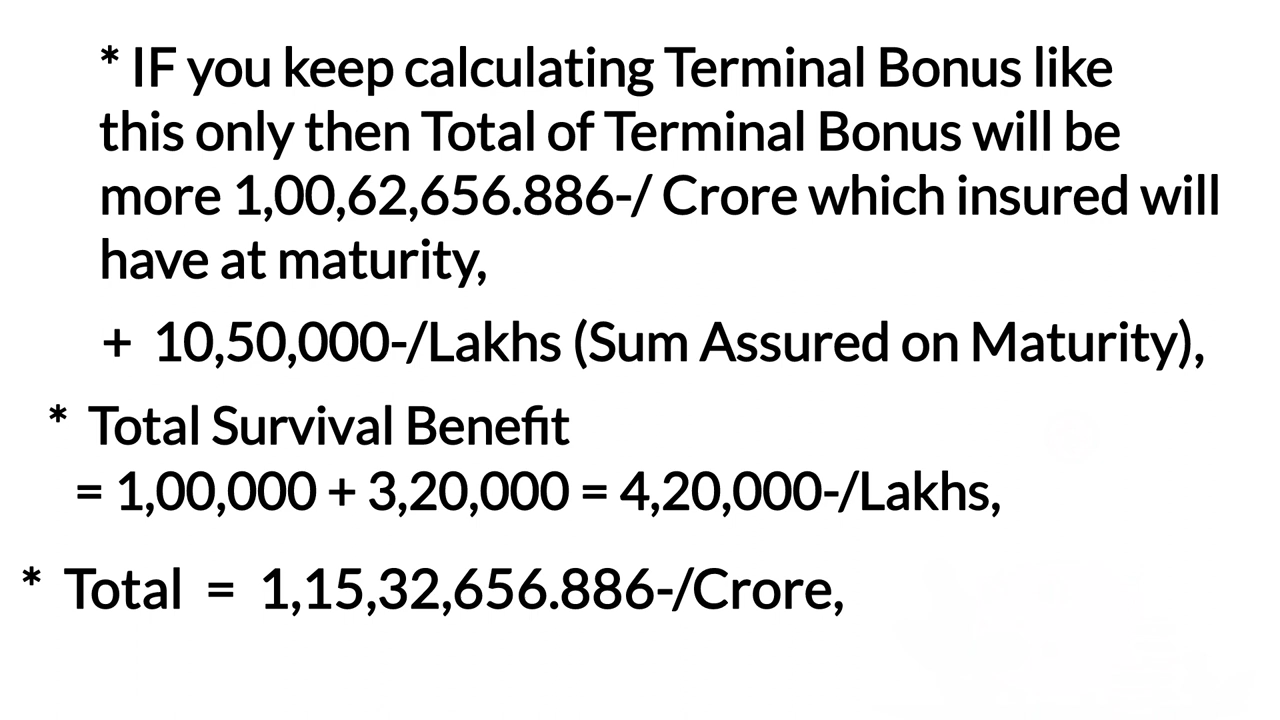 * IF you keep calculating Terminal Bonus like
this only then Total of Terminal Bonus will be
more 1,00,62,656.886-/ Crore which insured will
have at maturity,
+ 10,50,000-/Lakhs (Sum Assured on Maturity),
* Total Survival Benefit
= 1,00,000 + 3,20,000 = 4,20,000-/Lakhs,
* Total = 1,15,32,656.886-/Crore,